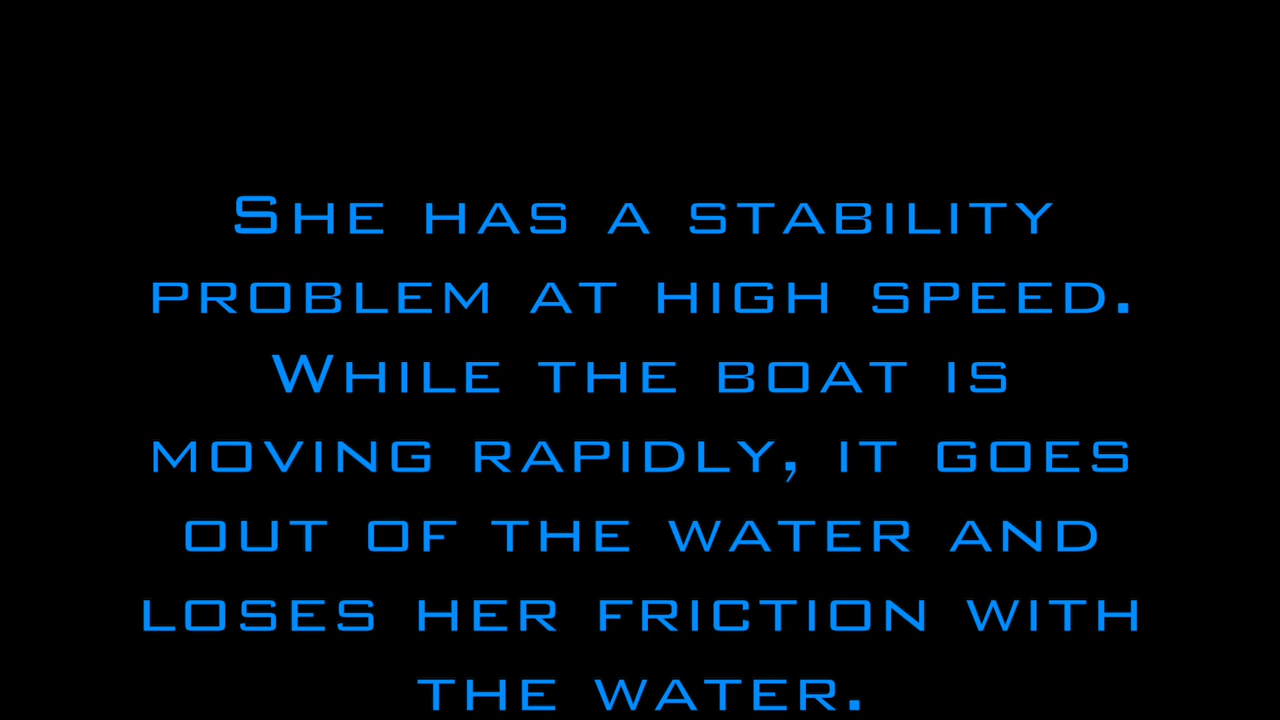 She has a stability
problem at high speed.
While the boat is
moving rapidly, it goes
out of the water and
loses her friction with
the water.